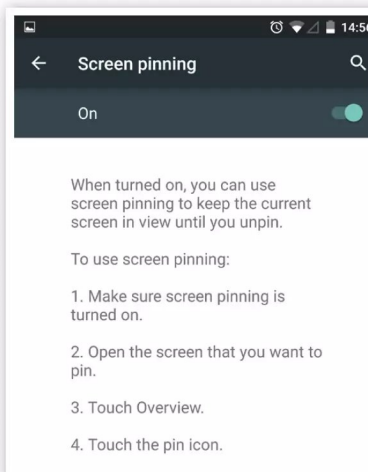 14:56
Screen pinning
On
When turned on, you can use
screen pinning to keep the current
screen in view until you unpin.
To use screen pinning:
1. Make sure screen pinning is
turned on.
2. Open the screen that you want to
pin.
3. Touch Overview.
4. Touch the pin icon.